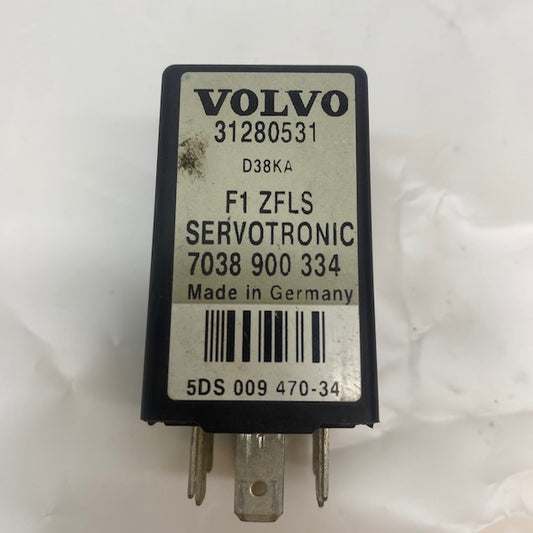 VOLVO
31280531
D38KA
F1 ZFLS
SERVOTRONIC
7038 900 334
Made in Germany
5DS 009 470-34